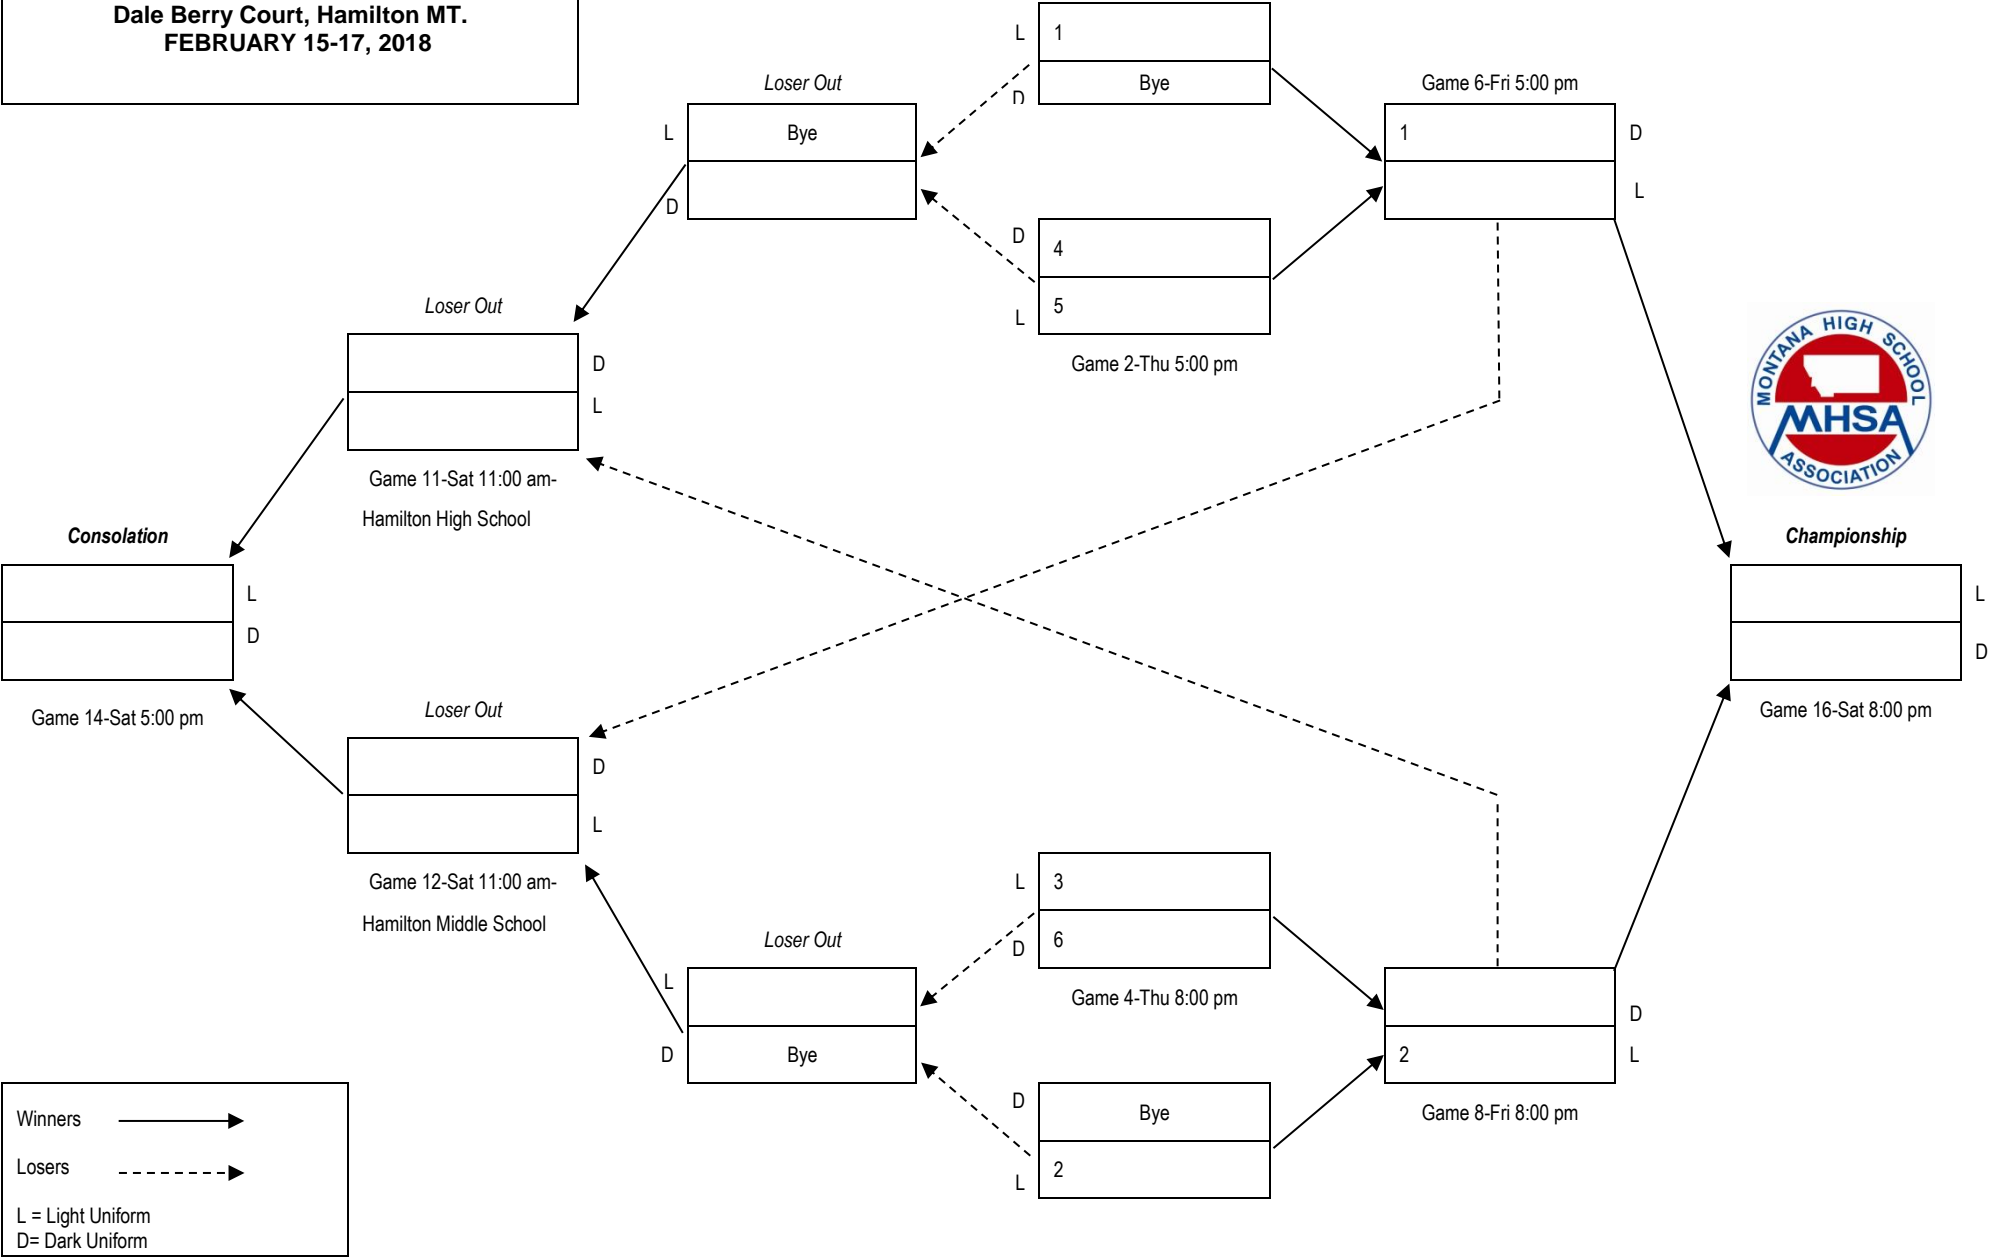 Dale Berry Court, Hamilton MT.
FEBRUARY 15-17, 2018
L
1
D
Bye
Loser Out
L
Bye
D
Game 6-Fri 5:00 pm
1
D
L
D
4
L
5
Game 2-Thu 5:00 pm
Loser Out
D
L
Game 11-Sat 11:00 am-
Hamilton High School
MONTANA HIGH SCHOOL
MHSA
ASSOCIATION
Consolation
L
D
Game 14-Sat 5:00 pm
Championship
L
D
Game 16-Sat 8:00 pm
Loser Out
D
L
Game 12-Sat 11:00 am-
Hamilton Middle School
L
3
D
6
Game 4-Thu 8:00 pm
Loser Out
L
D
Bye
D
L
2
Game 8-Fri 8:00 pm
D
Bye
L
2
Winners
Losers
L = Light Uniform
D= Dark Uniform